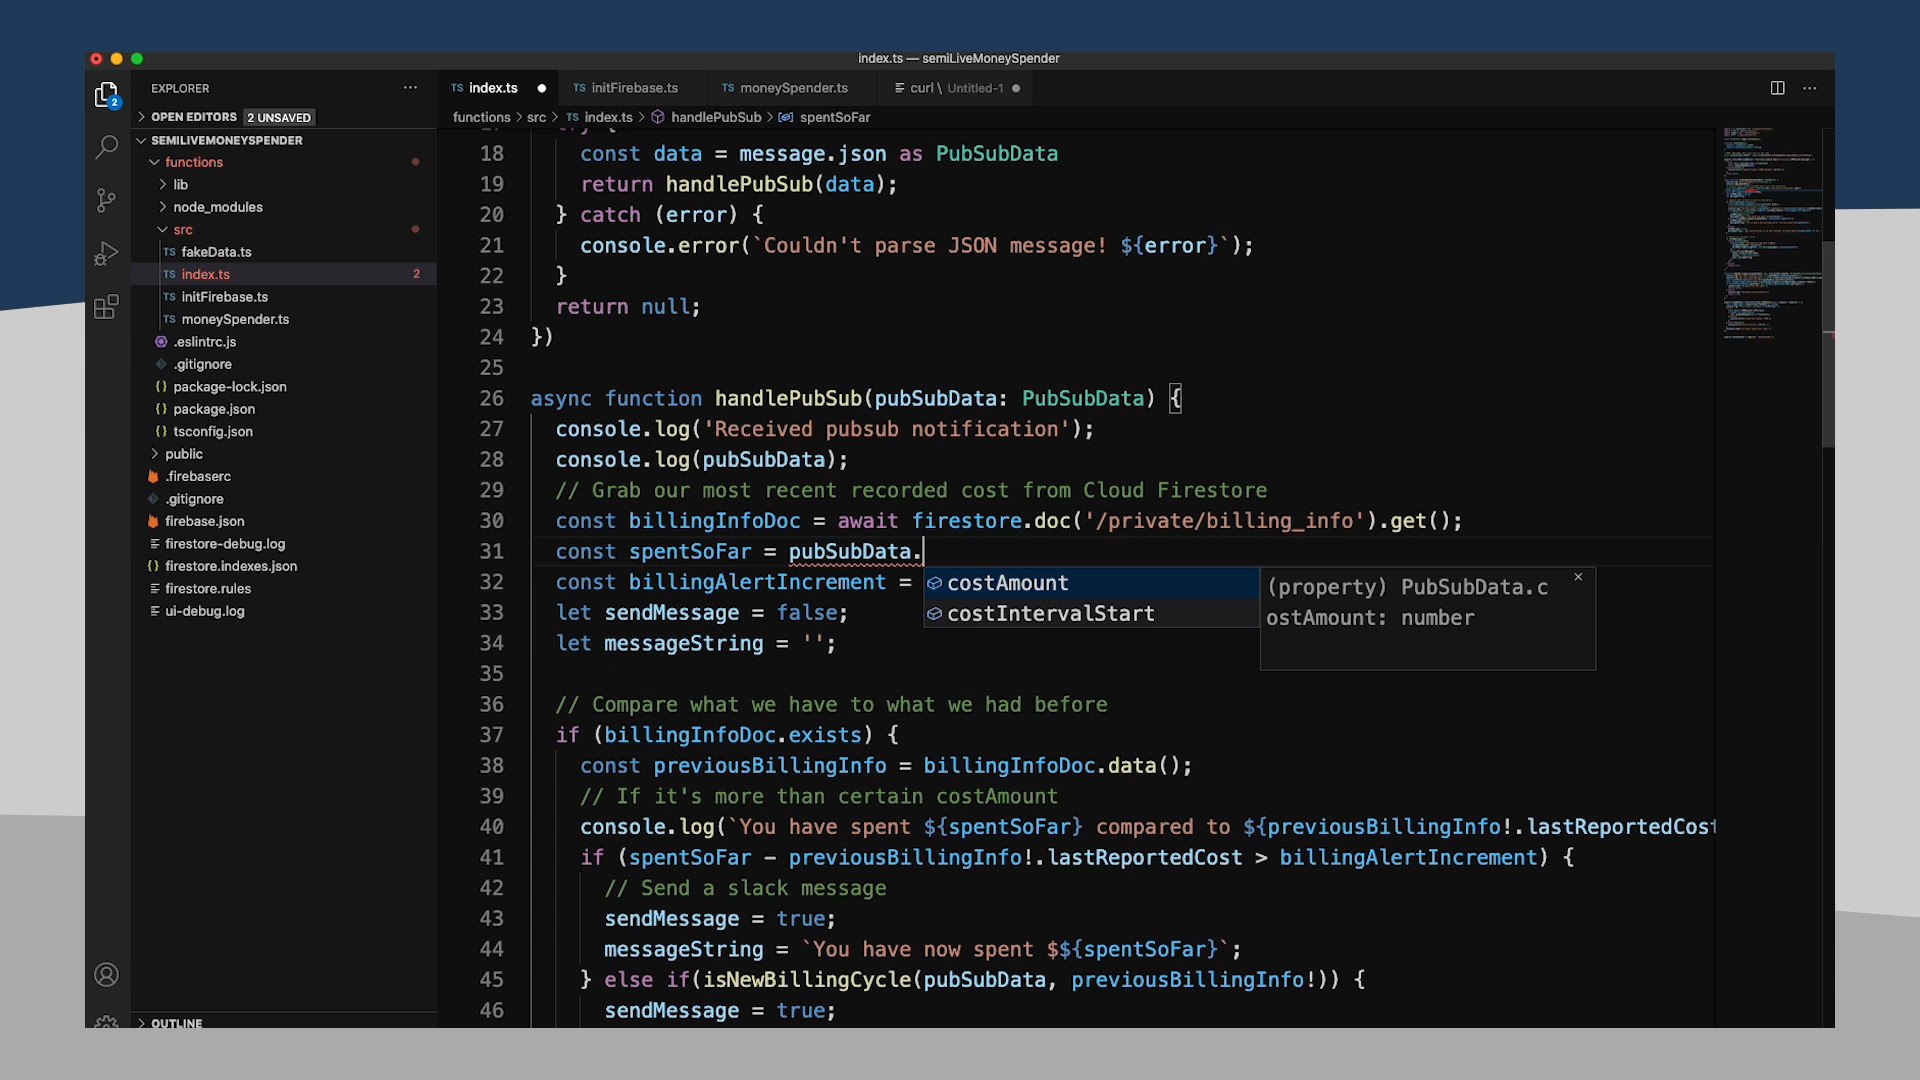 index.ts — semiLiveMoneySpender
EXPLORER
TS index.ts
TS initFirebase.ts
TS moneySpender.ts
curl \ Untitled-1
2
OPEN EDITORS 2 UNSAVED
functions > src > TS index.ts > handlePubSub > spentSoFar
SEMILIVEMONEYSPENDER
functions
lib
node_modules
src
TS fakeData.ts
TS index.ts 2
TS initFirebase.ts
TS moneySpender.ts
.eslintrc.js
.gitignore
{} package-lock.json
{} package.json
{} tsconfig.json
public
.firebaserc
.gitignore
firebase.json
firestore-debug.log
{} firestore.indexes.json
firestore.rules
ui-debug.log
OUTLINE
18 const data = message.json as PubSubData
19 return handlePubSub(data);
20 } catch (error) {
21 console.error(`Couldn't parse JSON message! ${error}`);
22 }
23 return null;
24 })
25
26 async function handlePubSub(pubSubData: PubSubData) {
27 console.log('Received pubsub notification');
28 console.log(pubSubData);
29 // Grab our most recent recorded cost from Cloud Firestore
30 const billingInfoDoc = await firestore.doc('/private/billing_info').get();
31 const spentSoFar = pubSubData.
32 const billingAlertIncrement =
costAmount
costIntervalStart
(property) PubSubData.c
ostAmount: number
33 let sendMessage = false;
34 let messageString = '';
35
36 // Compare what we have to what we had before
37 if (billingInfoDoc.exists) {
38 const previousBillingInfo = billingInfoDoc.data();
39 // If it's more than certain costAmount
40 console.log(`You have spent ${spentSoFar} compared to ${previousBillingInfo!.lastReportedCost
41 if (spentSoFar - previousBillingInfo!.lastReportedCost > billingAlertIncrement) {
42 // Send a slack message
43 sendMessage = true;
44 messageString = `You have now spent $${spentSoFar}`;
45 } else if(isNewBillingCycle(pubSubData, previousBillingInfo!)) {
46 sendMessage = true;